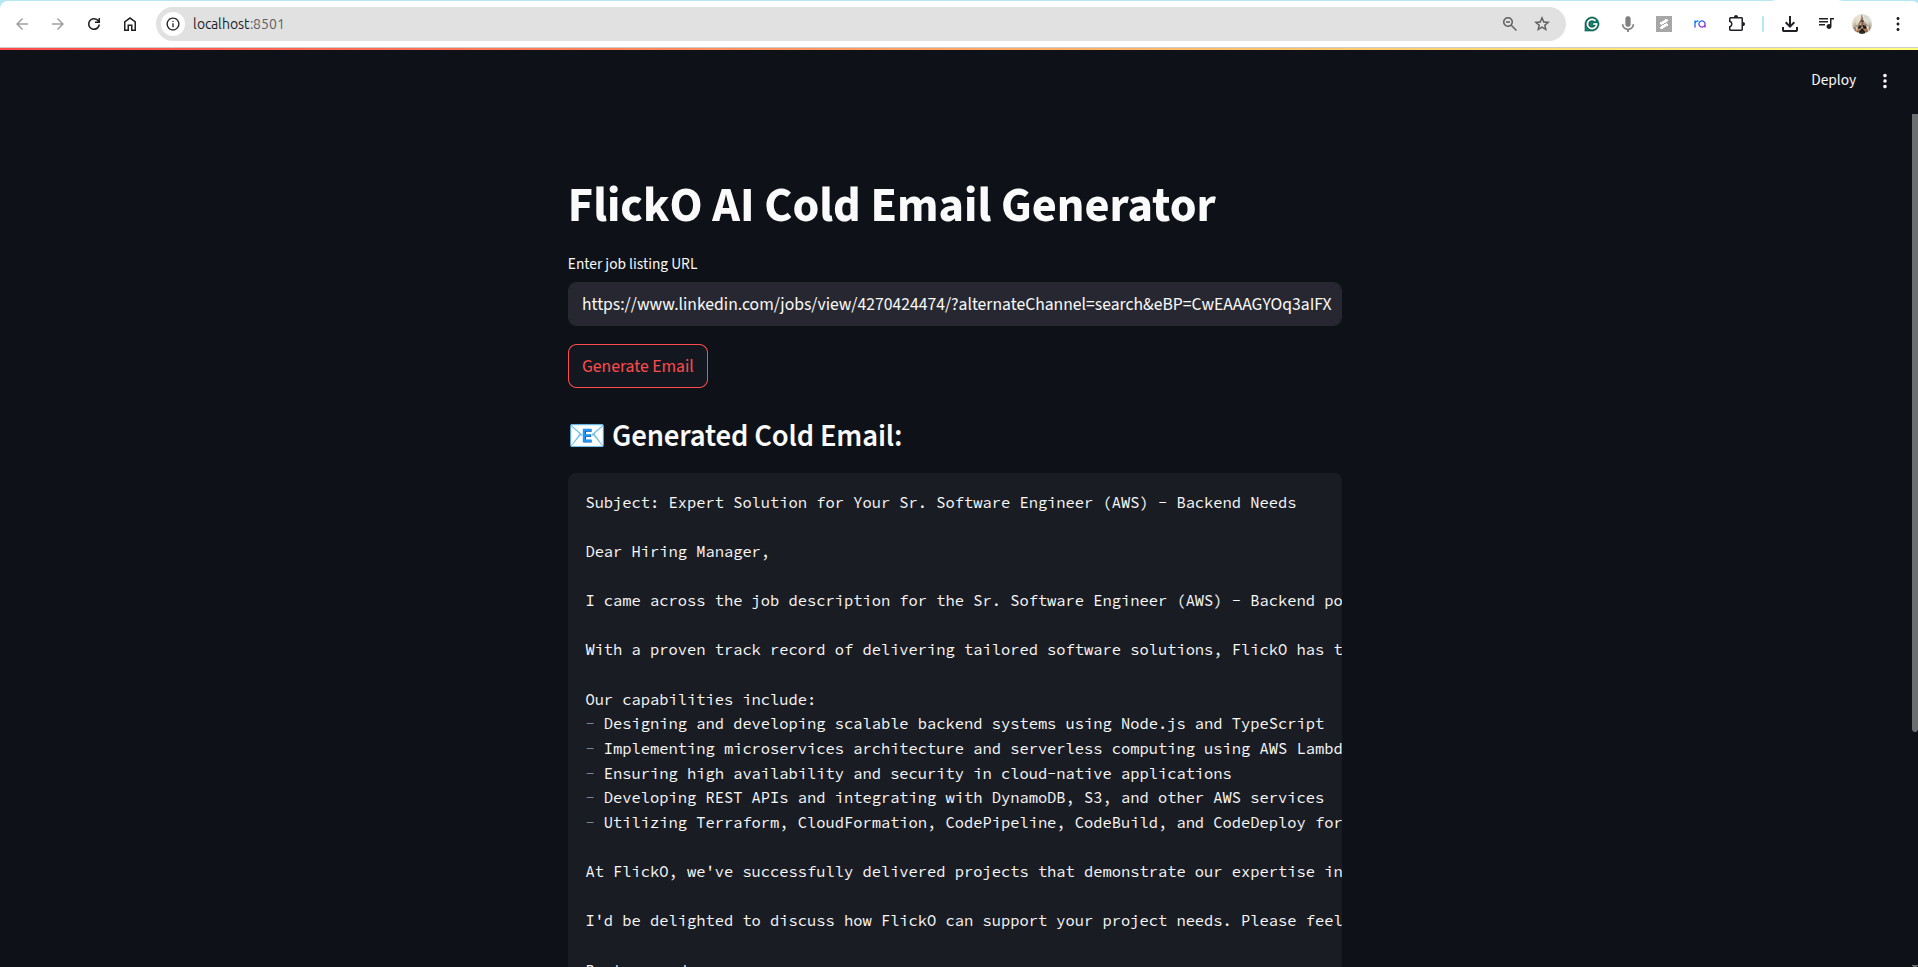 localhost:8501
Deploy
FlickO AI Cold Email Generator
Enter job listing URL
https://www.linkedin.com/jobs/view/4270424474/?alternateChannel=search&eBP=CwEAAAGYOq3aIFX
Generate Email
📧 Generated Cold Email:
Subject: Expert Solution for Your Sr. Software Engineer (AWS) - Backend Needs
Dear Hiring Manager,
I came across the job description for the Sr. Software Engineer (AWS) - Backend po
With a proven track record of delivering tailored software solutions, FlickO has t
Our capabilities include:
- Designing and developing scalable backend systems using Node.js and TypeScript
- Implementing microservices architecture and serverless computing using AWS Lambd
- Ensuring high availability and security in cloud-native applications
- Developing REST APIs and integrating with DynamoDB, S3, and other AWS services
- Utilizing Terraform, CloudFormation, CodePipeline, CodeBuild, and CodeDeploy for
At FlickO, we've successfully delivered projects that demonstrate our expertise in
I'd be delighted to discuss how FlickO can support your project needs. Please feel